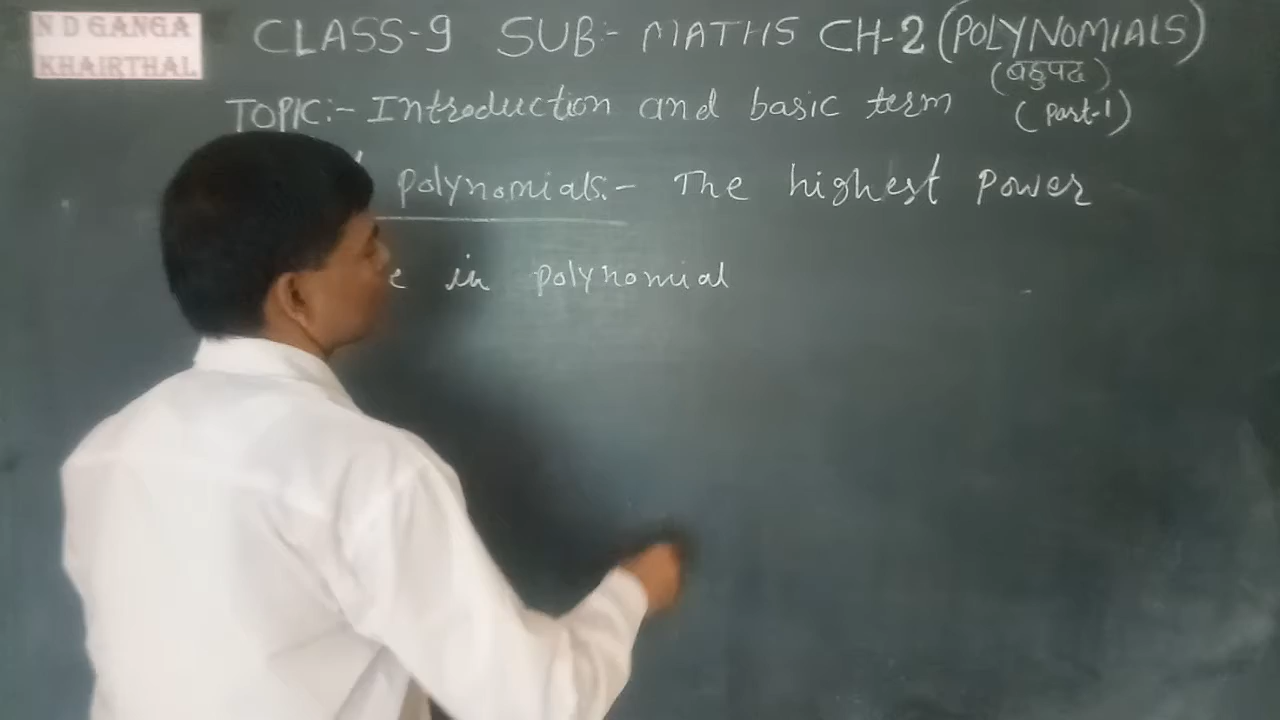 N D GANGA
KHAIRTHAL
CLASS-9 SUB:- MATHS CH-2 (POLYNOMIALS)
(बहुपद)
TOPIC:- Introduction and basic term (Part-1)
polynomials:- The highest Power
in polynomial